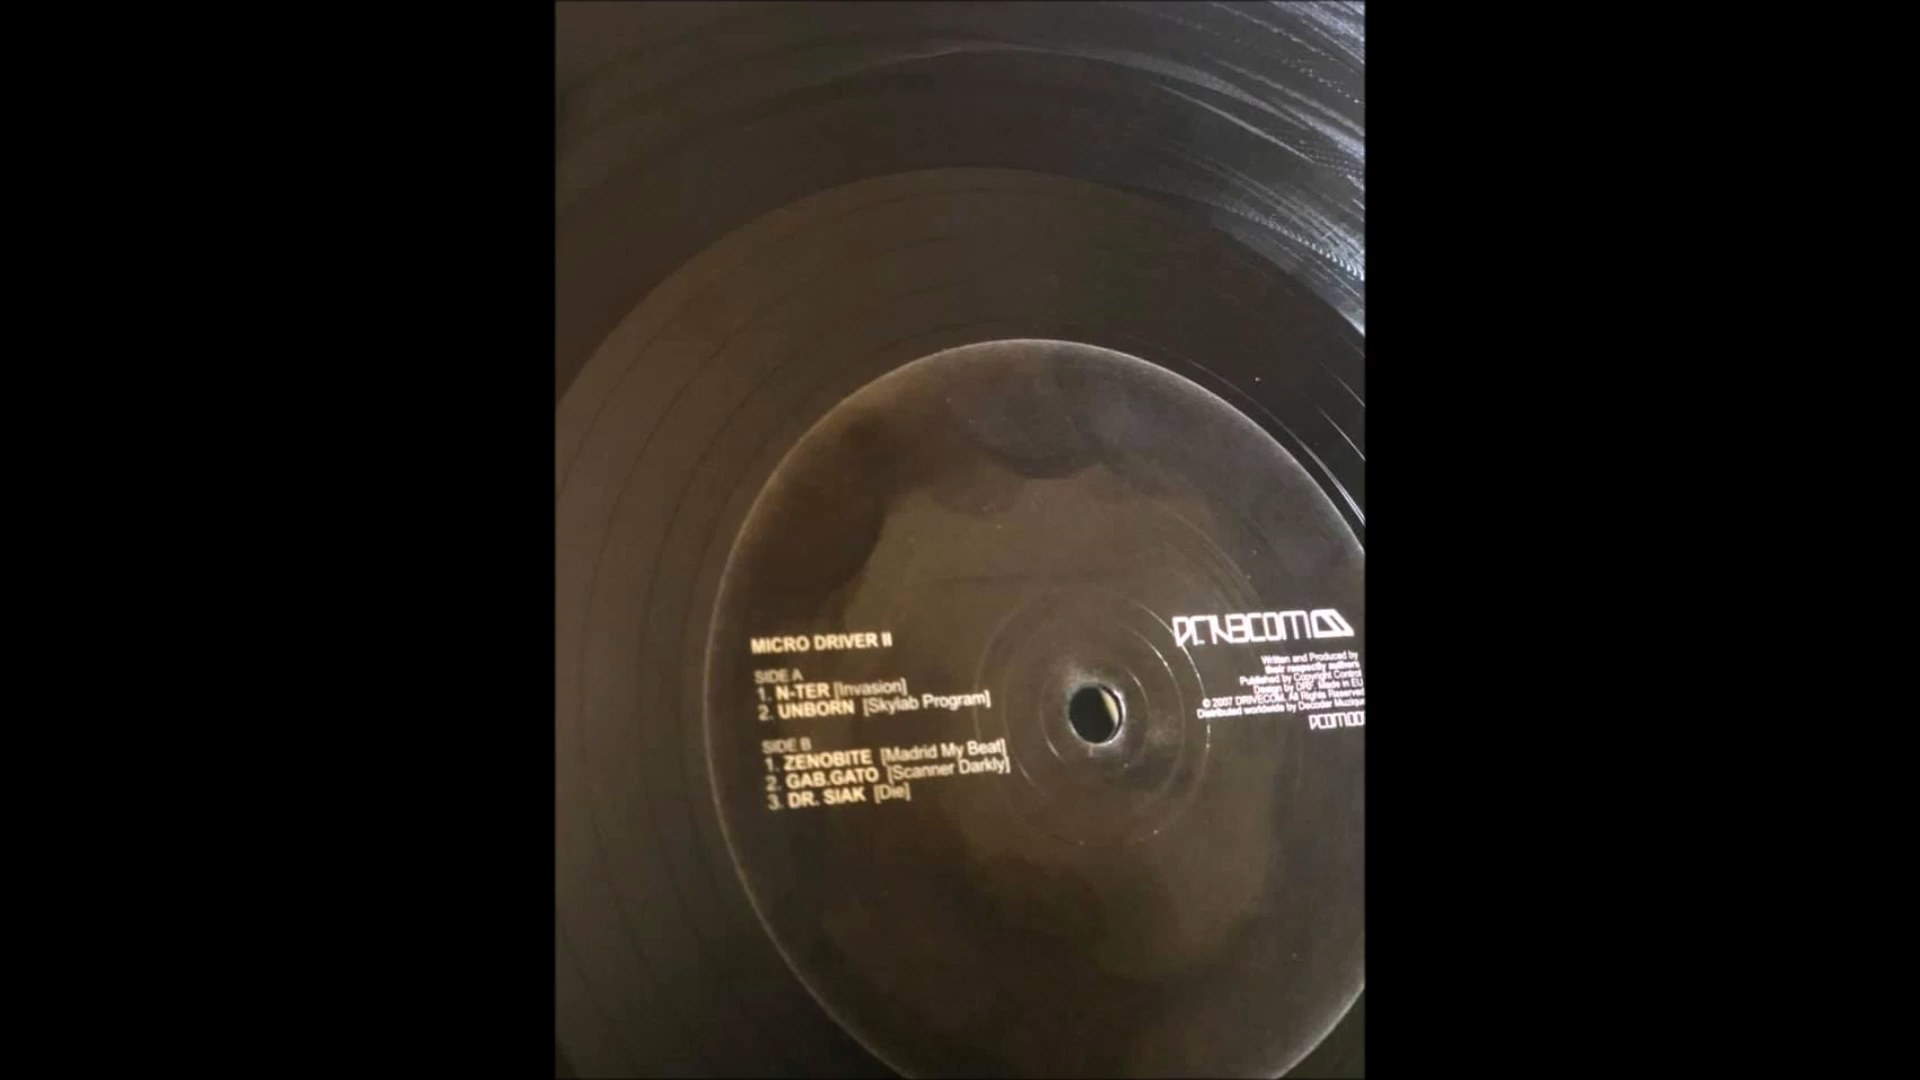 MICRO DRIVER II
SIDE A
1. N-TER [Invasion]
2. UNBORN [Skylab Program]
SIDE B
1. ZENOBITE [Madrid My Beat]
2. GAB.GATO [Scanner Darkly]
3. DR. SIAK [Die]
DRIVECOM
Written and Produced by
their respectly authers
Published by Copyright Control
Design by DRF. Made in EU
© 2007 DRIVECOM. All Rights Reserved
Distributed worldwide by Decoder Muzique